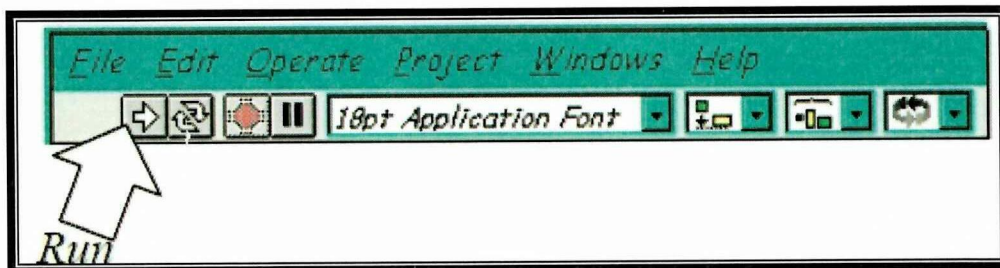 File Edit Operate Project Windows Help
18pt Application Font
Run